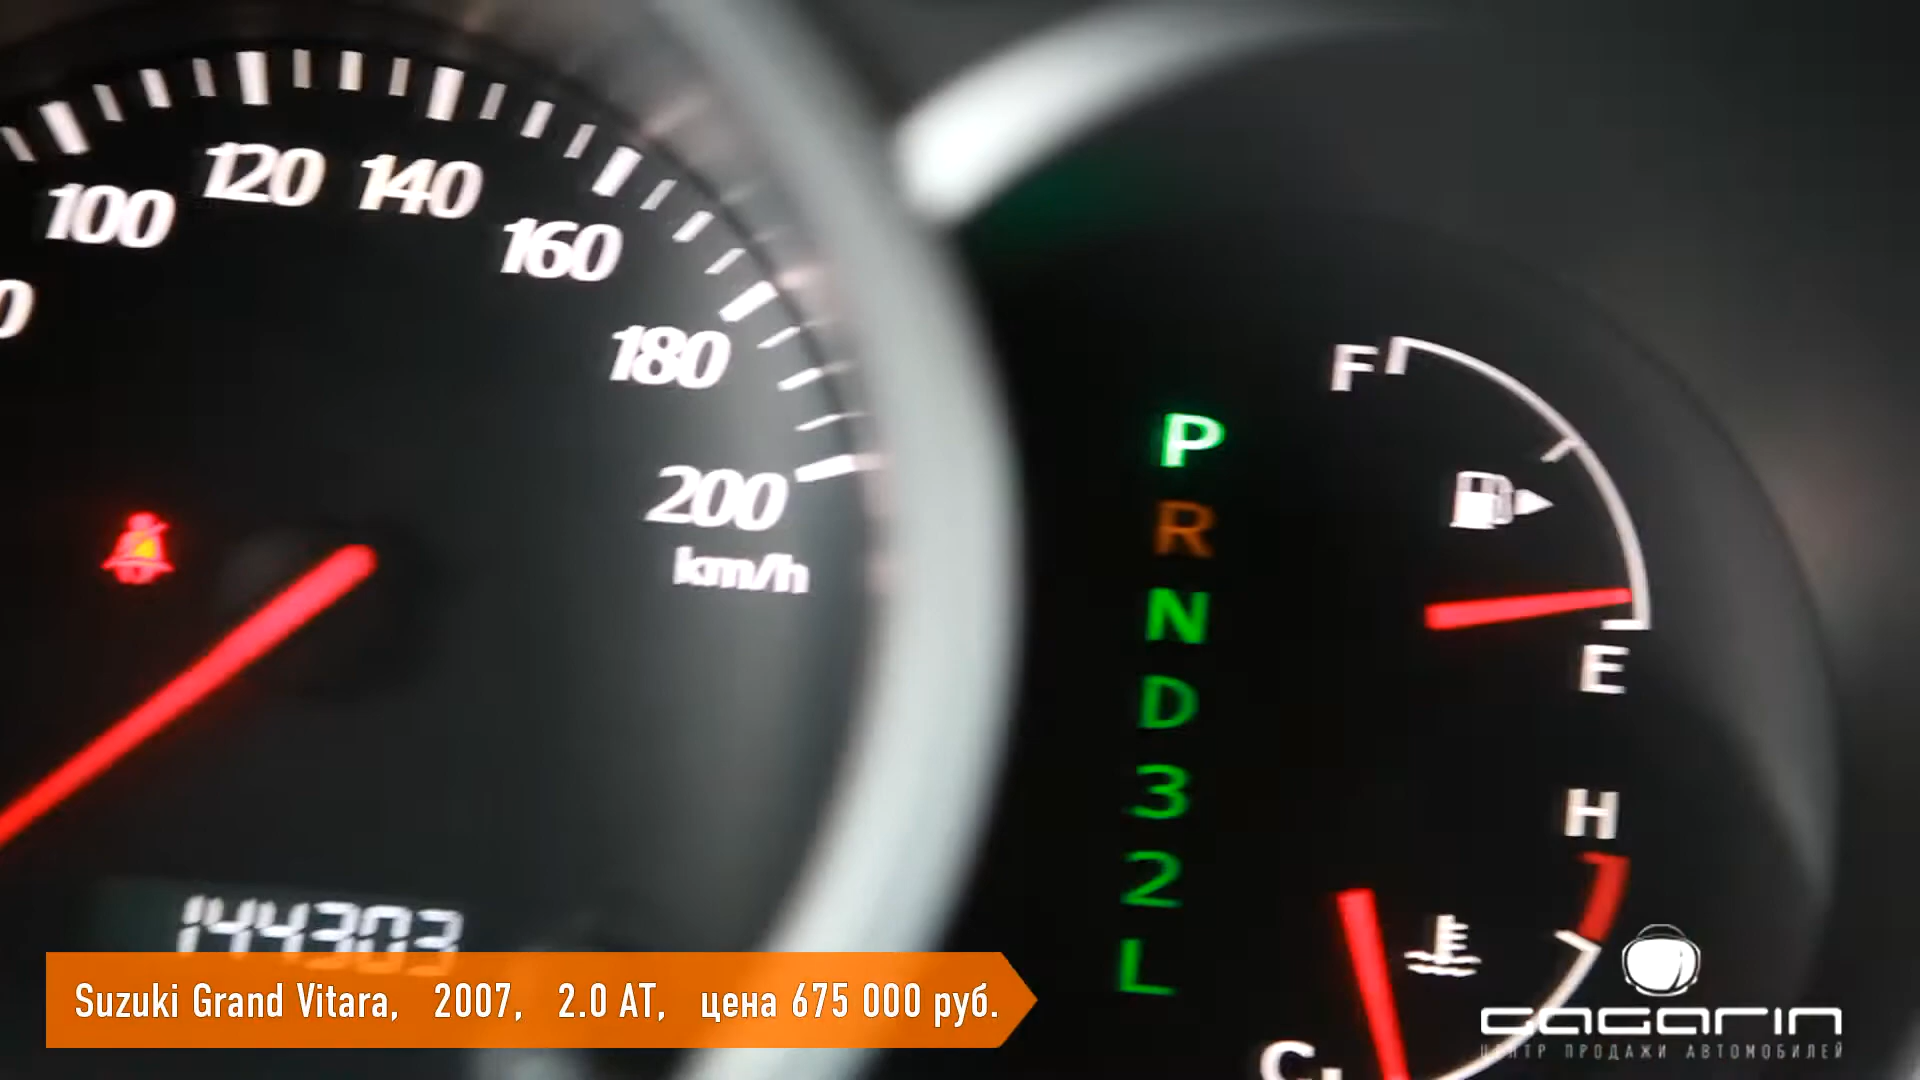 100
120
140
160
180
200
km/h
144303
P
R
N
D
3
2
L
F
E
H
C
Suzuki Grand Vitara, 2007, 2.0 AT, цена 675 000 руб.
gagarin
ЦЕНТР ПРОДАЖИ АВТОМОБИЛЕЙ